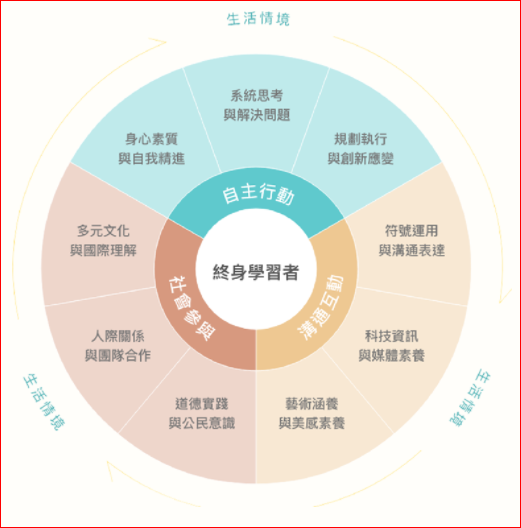 生活情境
系統思考
與解決問題
規劃執行
與創新應變
身心素質
與自我精進
自主行動
多元文化
與國際理解
符號運用
與溝通表達
終身學習者
社會參與
溝通互動
人際關係
與團隊合作
科技資訊
與媒體素養
生活情境
生活情境
道德實踐
與公民意識
藝術涵養
與美感素養